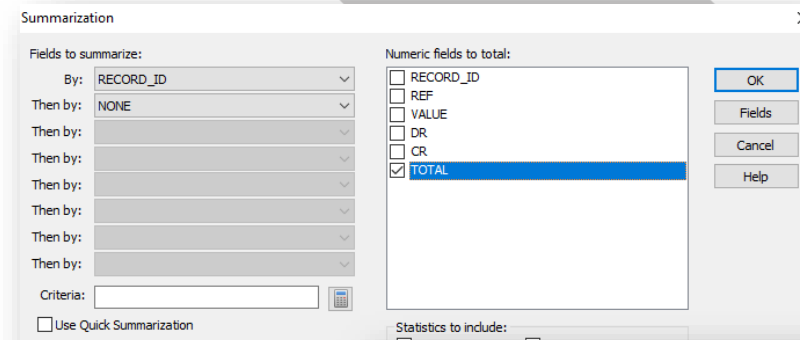 Summarization
Fields to summarize:
By: RECORD_ID
Then by: NONE
Then by:
Then by:
Then by:
Then by:
Then by:
Then by:
Criteria:
Use Quick Summarization
Numeric fields to total:
RECORD_ID
REF
VALUE
DR
CR
TOTAL
Statistics to include:
OK
Fields
Cancel
Help